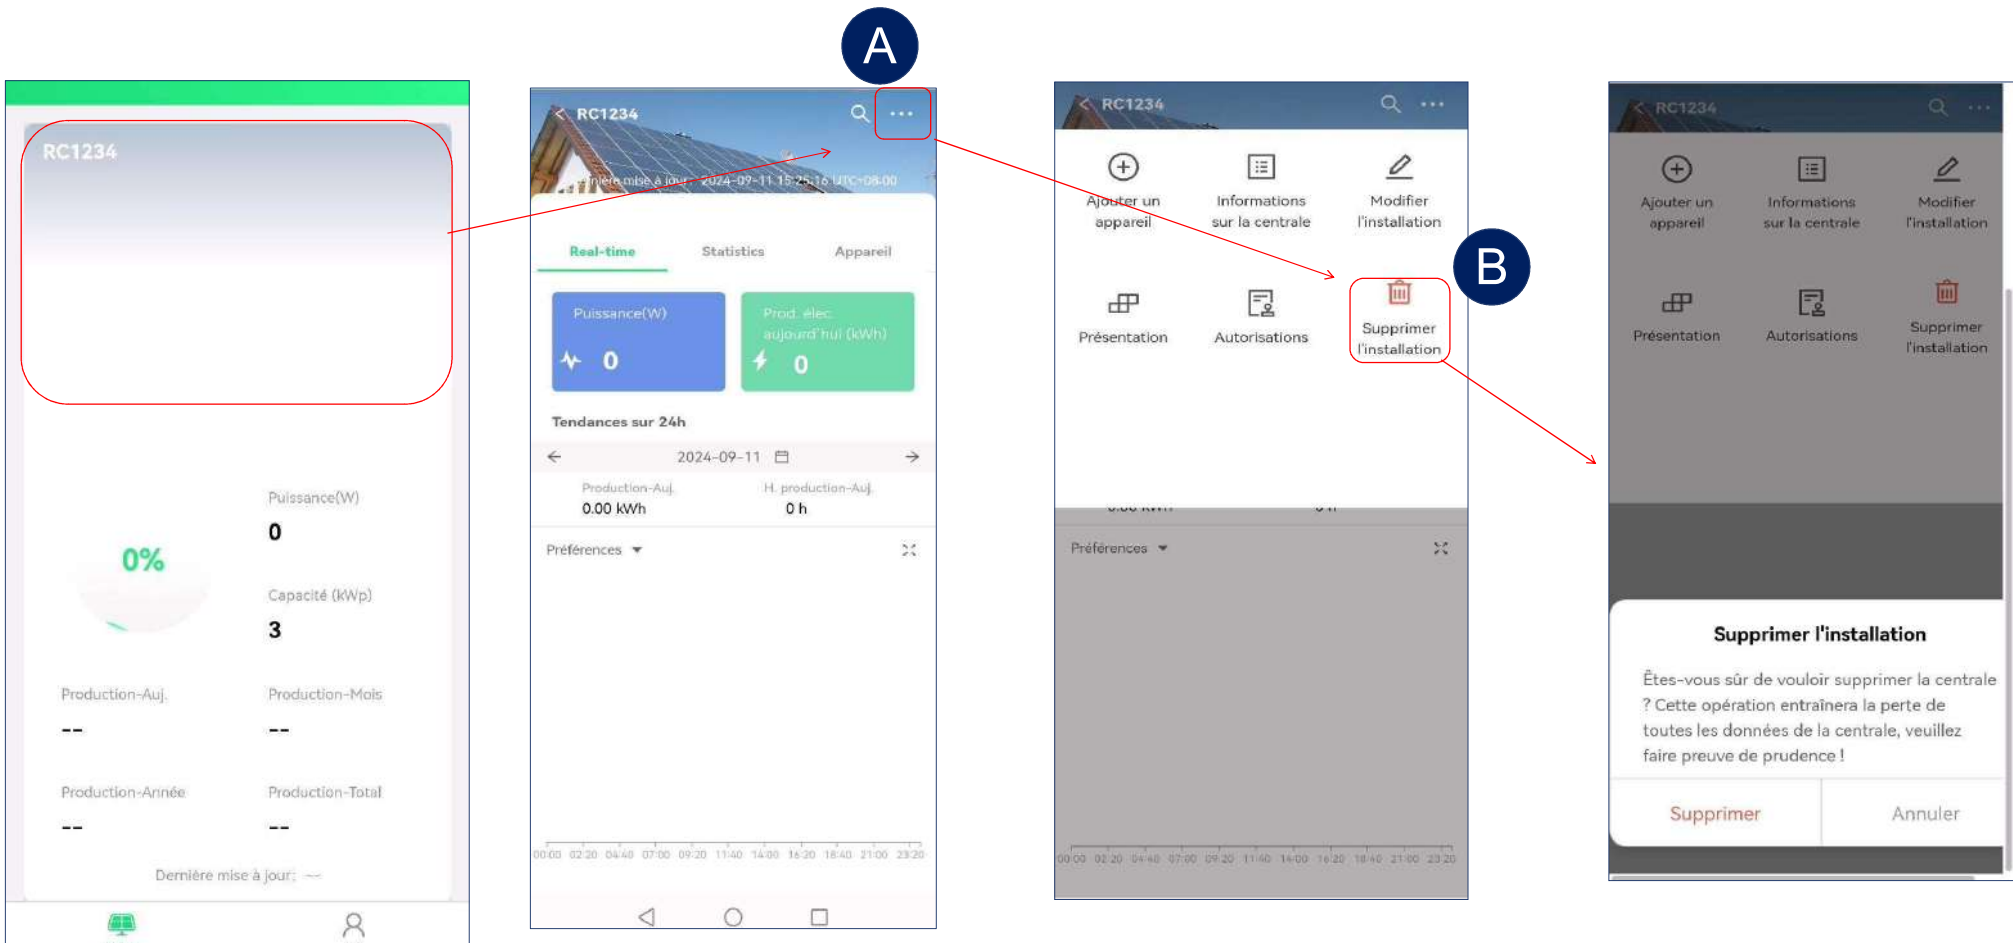 A
RC1234
Puissance(W)
0
0%
Capacité (kWp)
3
Production-Auj.
Production-Mois
--
--
Production-Année
Production-Total
--
--
Dernière mise à jour: --
RC1234
mise à jour : 2024-09-11 15:25:16 UTC+08:00
Real-time
Statistics
Appareil
Puissance(W)
0
Prod. élec.
aujourd'hui (kWh)
0
Tendances sur 24h
2024-09-11
Production-Auj.
H. production-Auj.
0.00 kWh
0 h
Préférences
00:00 02:20 04:40 07:00 09:20 11:40 14:00 16:20 18:40 21:00 23:20
RC1234
Ajouter un
appareil
Informations
sur la centrale
Modifier
l'installation
B
Présentation
Autorisations
Supprimer
l'installation
Préférences
00:00 02:20 04:40 07:00 09:20 11:40 14:00 16:20 18:40 21:00 23:20
RC1234
Ajouter un
appareil
Informations
sur la centrale
Modifier
l'installation
Présentation
Autorisations
Supprimer
l'installation
Supprimer l'installation
Êtes-vous sûr de vouloir supprimer la centrale
? Cette opération entraînera la perte de
toutes les données de la centrale, veuillez
faire preuve de prudence !
Supprimer
Annuler